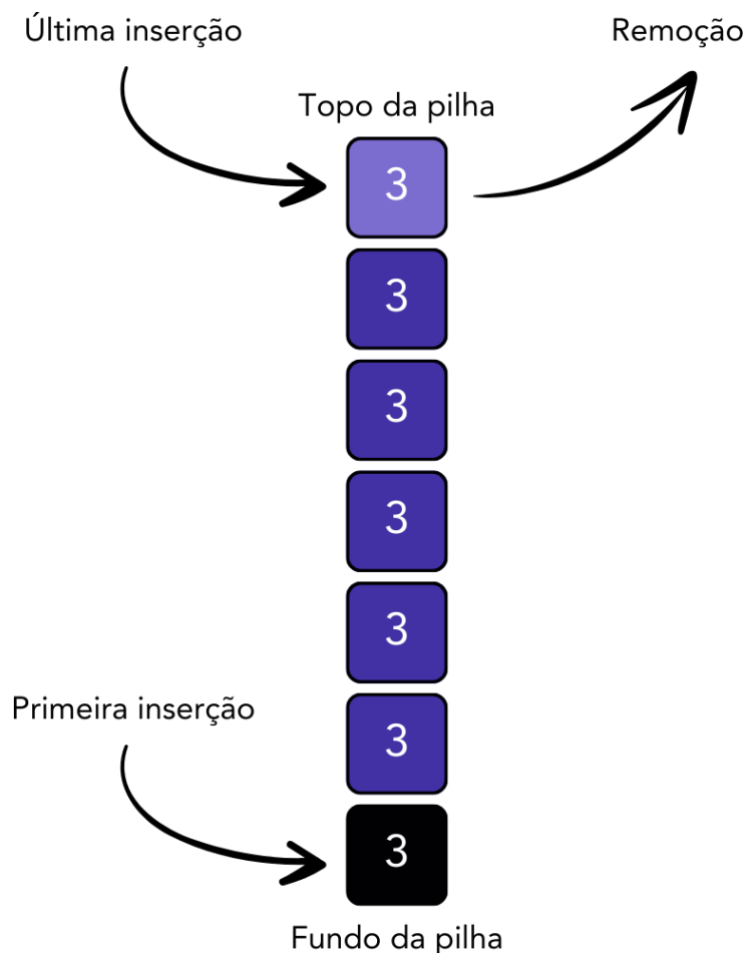 Última inserção
Remoção
Topo da pilha
3
3
3
3
3
3
Primeira inserção
3
Fundo da pilha